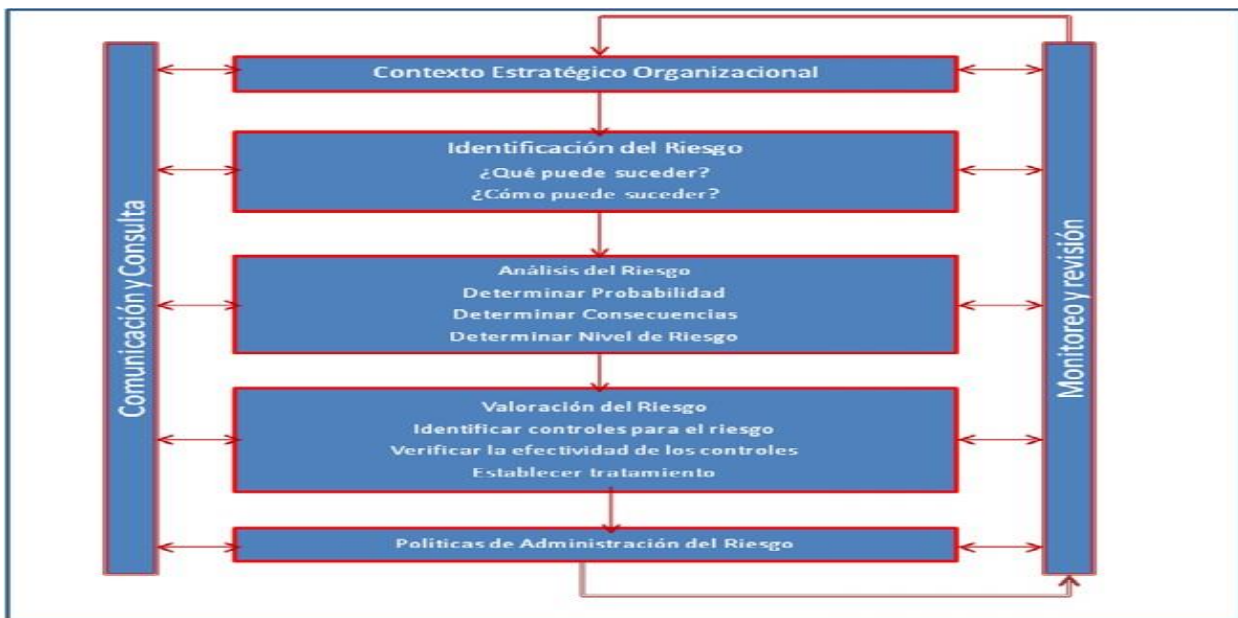 Contexto Estratégico Organizacional
Identificación del Riesgo
¿Qué puede suceder?
¿Cómo puede suceder?
Análisis del Riesgo
Determinar Probabilidad
Determinar Consecuencias
Determinar Nivel de Riesgo
Valoración del Riesgo
Identificar controles para el riesgo
Verificar la efectividad de los controles
Establecer tratamiento
Políticas de Administración del Riesgo
Comunicación y Consulta
Monitoreo y revisión